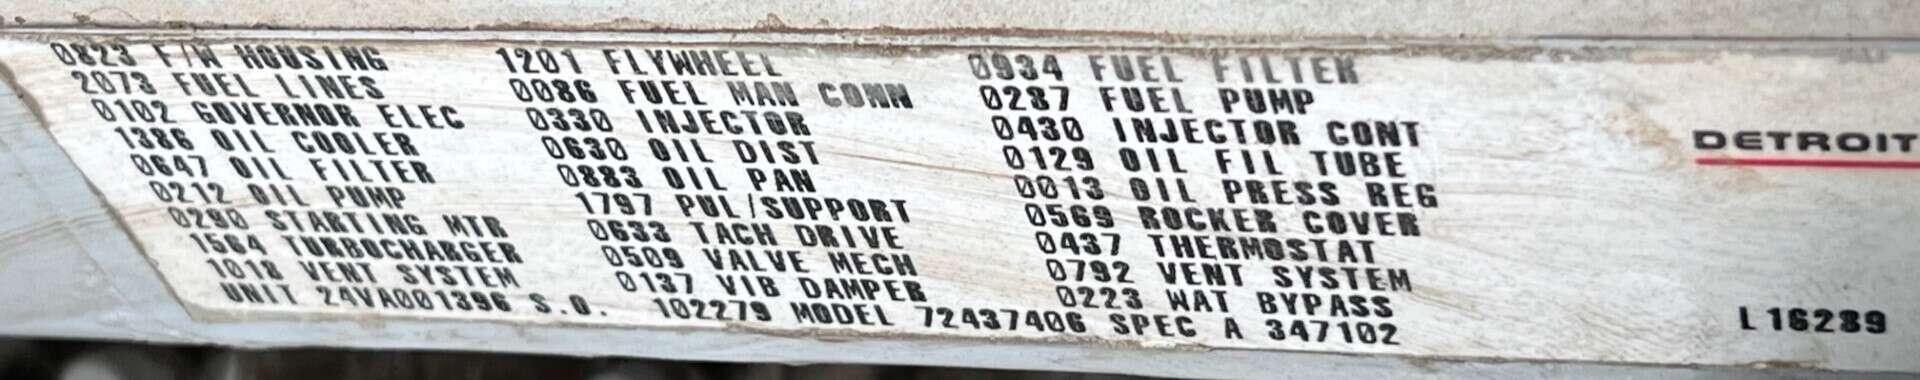 0823 F/W HOUSING 1201 FLYWHEEL 0934 FUEL FILTER
2073 FUEL LINES 0086 FUEL MAN CONN 0287 FUEL PUMP
0102 GOVERNOR ELEC 0330 INJECTOR 0430 INJECTOR CONT
1386 OIL COOLER 0630 OIL DIST 0129 OIL FIL TUBE
0647 OIL FILTER 0883 OIL PAN 0013 OIL PRESS REG
0212 OIL PUMP 1797 PUL/SUPPORT 0569 ROCKER COVER
0290 STARTING MTR 0633 TACH DRIVE 0437 THERMOSTAT
1564 TURBOCHARGER 0509 VALVE MECH 0792 VENT SYSTEM
1018 VENT SYSTEM 0137 VIB DAMPER 0223 WAT BYPASS
UNIT 24VA001396 S.O. 102279 MODEL 72437406 SPEC A 347102
DETROIT
L16289